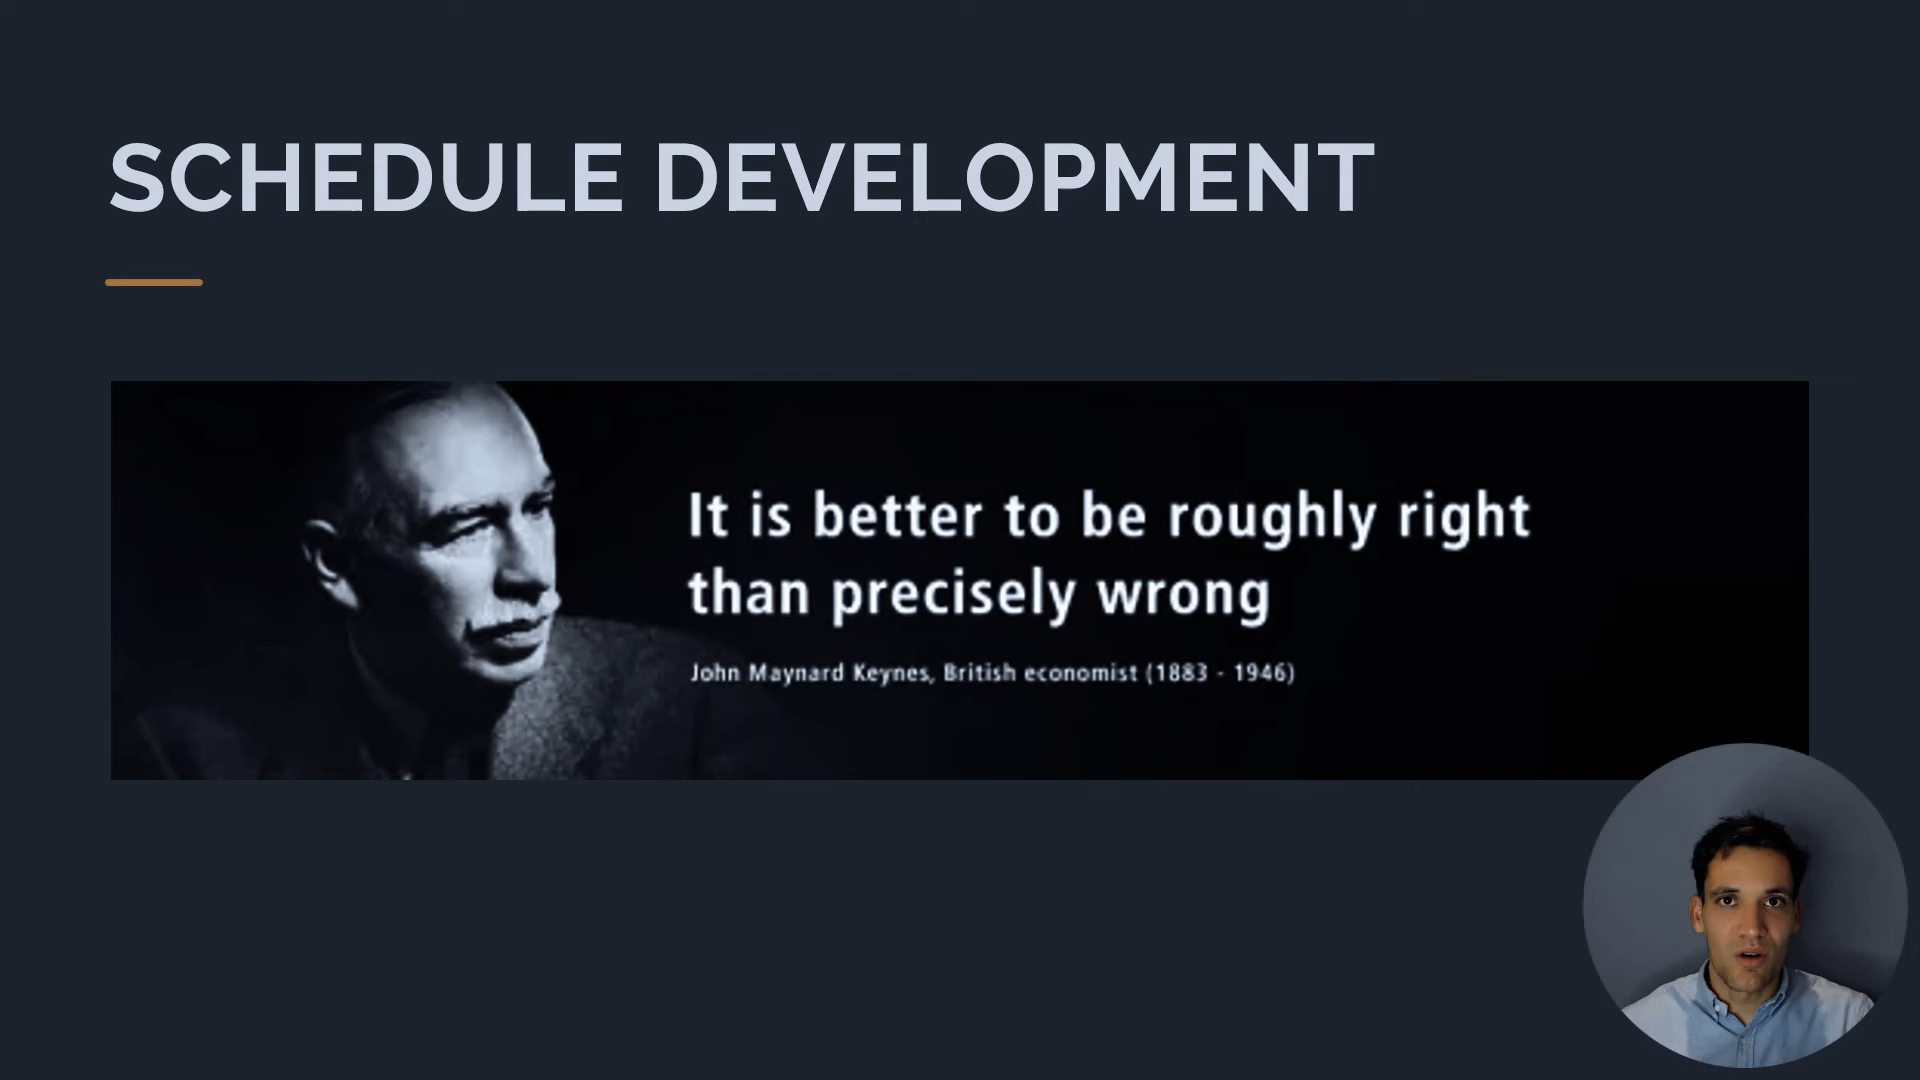 SCHEDULE DEVELOPMENT
It is better to be roughly right
than precisely wrong
John Maynard Keynes, British economist (1883 - 1946)